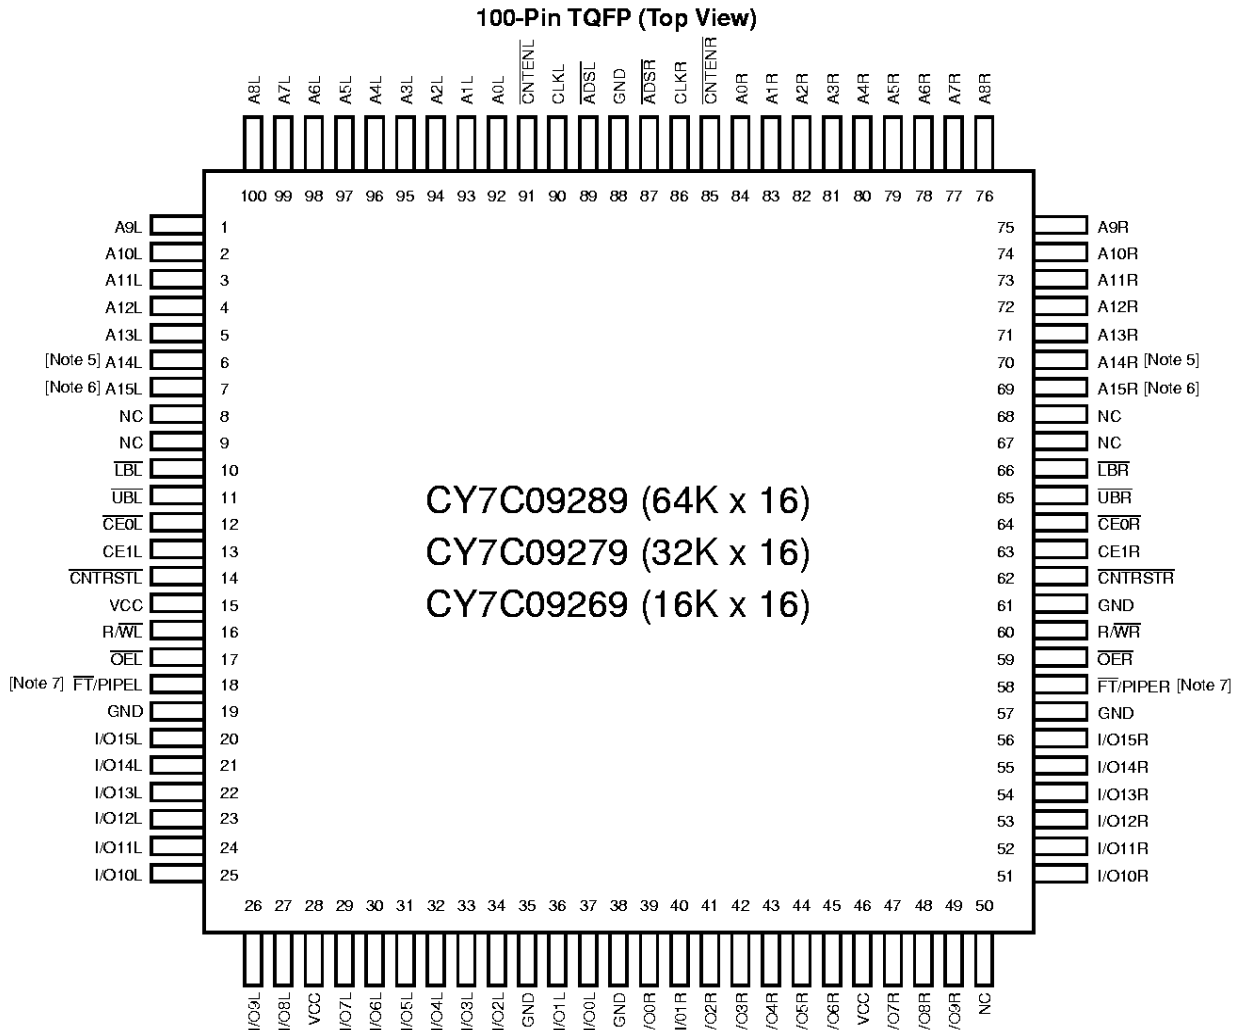 100-Pin TQFP (Top View)
A8L A7L A6L A5L A4L A3L A2L A1L A0L CNTENL CLKL ADSL GND ADSR CLKR CNTENR A0R A1R A2R A3R A4R A5R A6R A7R A8R
100 99 98 97 96 95 94 93 92 91 90 89 88 87 86 85 84 83 82 81 80 79 78 77 76
A9L 1 75 A9R
A10L 2 74 A10R
A11L 3 73 A11R
A12L 4 72 A12R
A13L 5 71 A13R
[Note 5] A14L 6 70 A14R [Note 5]
[Note 6] A15L 7 69 A15R [Note 6]
NC 8 68 NC
NC 9 67 NC
LBL 10 66 LBR
UBL 11 65 UBR
CE0L 12 64 CE0R
CE1L 13 63 CE1R
CNTRSTL 14 62 CNTRSTR
VCC 15 61 GND
R/WL 16 60 R/WR
OEL 17 59 OER
[Note 7] FT/PIPEL 18 58 FT/PIPER [Note 7]
GND 19 57 GND
I/O15L 20 56 I/O15R
I/O14L 21 55 I/O14R
I/O13L 22 54 I/O13R
I/O12L 23 53 I/O12R
I/O11L 24 52 I/O11R
I/O10L 25 51 I/O10R
CY7C09289 (64K x 16)
CY7C09279 (32K x 16)
CY7C09269 (16K x 16)
26 27 28 29 30 31 32 33 34 35 36 37 38 39 40 41 42 43 44 45 46 47 48 49 50
I/O9L I/O8L VCC I/O7L I/O6L I/O5L I/O4L I/O3L I/O2L GND I/O1L I/O0L GND I/O0R I/01R I/O2R I/O3R I/O4R I/O5R I/O6R VCC I/O7R I/O8R I/O9R NC